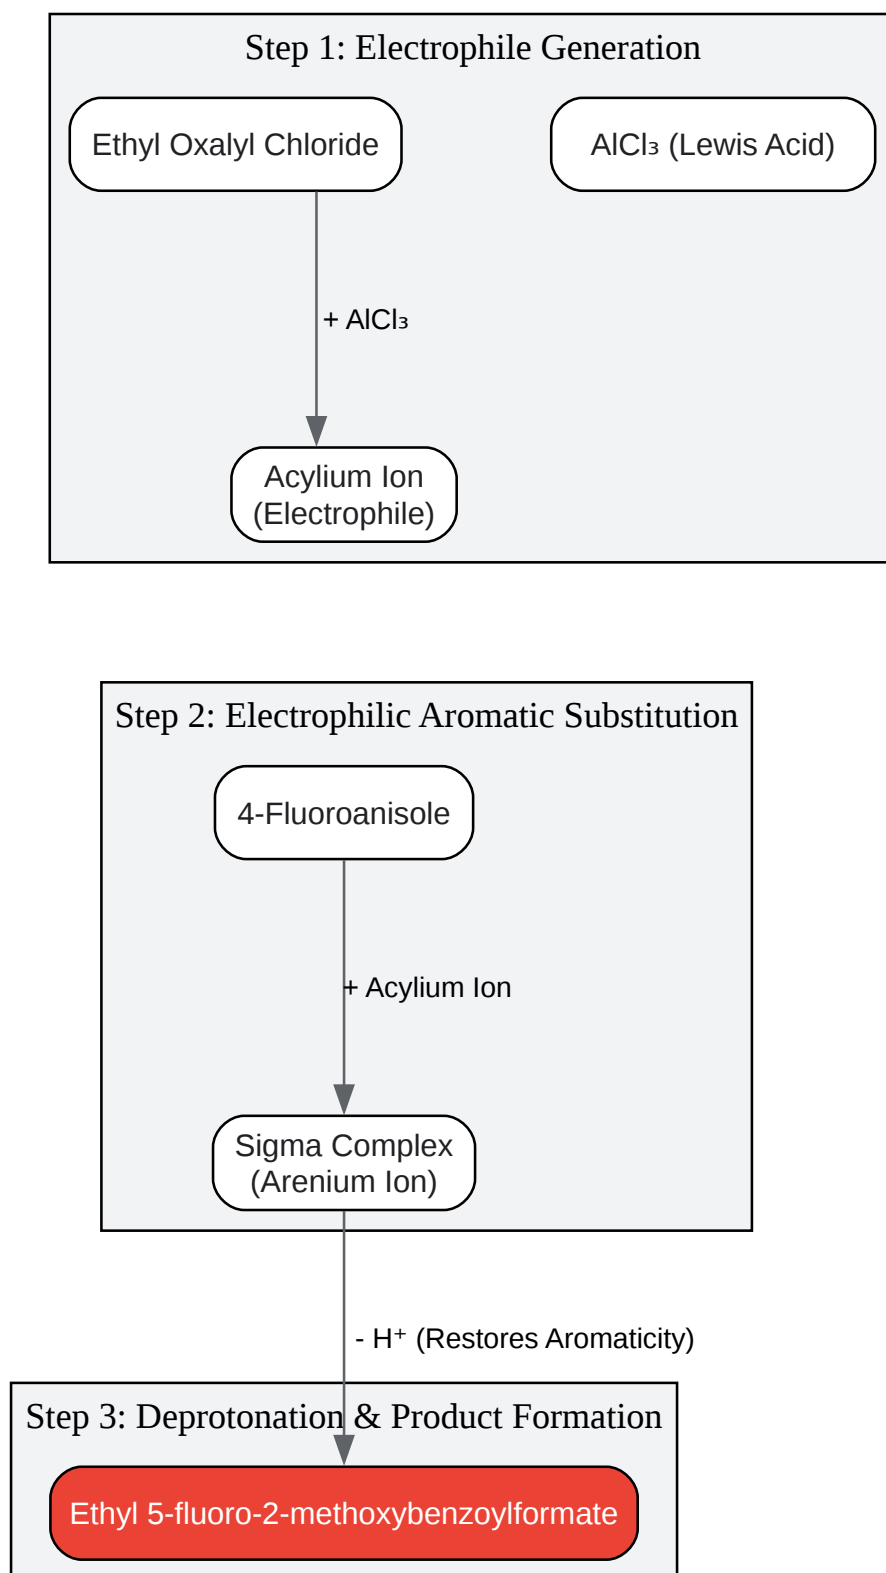 Step 1: Electrophile Generation
Ethyl Oxalyl Chloride
AlCl₃ (Lewis Acid)
+ AlCl₃
Acylium Ion
(Electrophile)
Step 2: Electrophilic Aromatic Substitution
4-Fluoroanisole
+ Acylium Ion
Sigma Complex
(Arenium Ion)
- H⁺ (Restores Aromaticity)
Step 3: Deprotonation & Product Formation
Ethyl 5-fluoro-2-methoxybenzoylformate